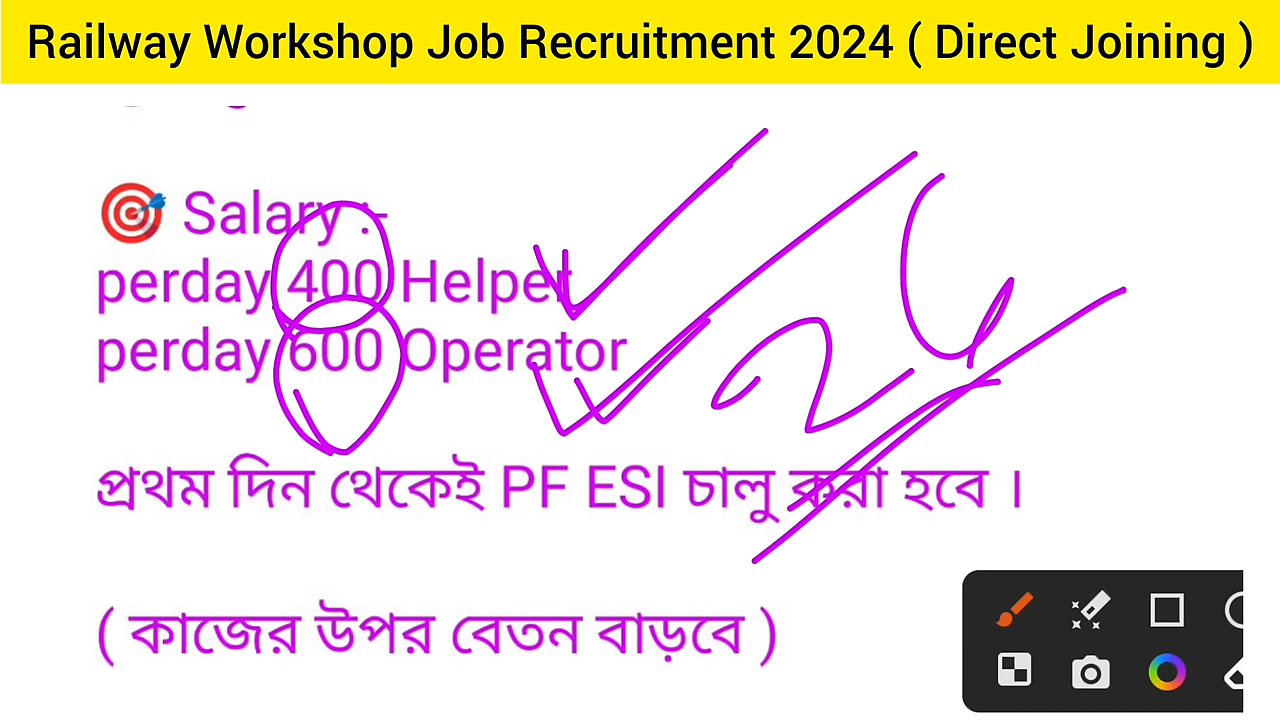 Railway Workshop Job Recruitment 2024 ( Direct Joining )
🎯 Salary :-
perday 400 Helper
perday 600 Operator
প্রথম দিন থেকেই PF ESI চালু করা হবে ।
( কাজের উপর বেতন বাড়বে )